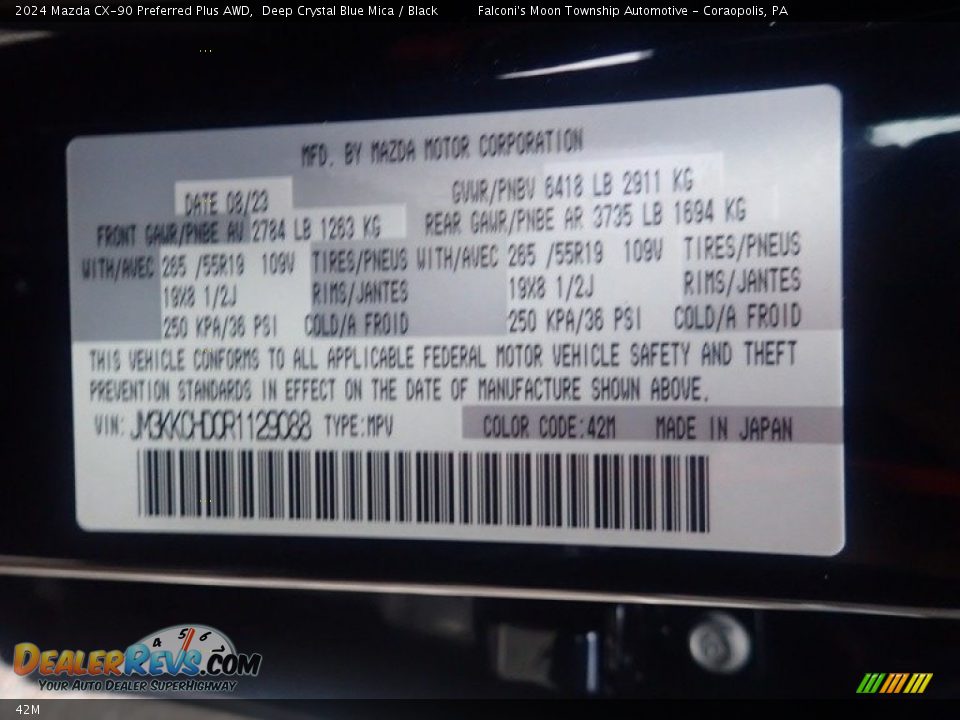 2024 Mazda CX-90 Preferred Plus AWD, Deep Crystal Blue Mica / Black Falconi's Moon Township Automotive - Coraopolis, PA
MFD. BY MAZDA MOTOR CORPORATION
DATE 08/23 GVWR/PNBV 6418 LB 2911 KG
FRONT GAWR/PNBE AV 2784 LB 1263 KG REAR GAWR/PNBE AR 3735 LB 1694 KG
WITH/AVEC 265 /55R19 109V TIRES/PNEUS WITH/AVEC 265 /55R19 109V TIRES/PNEUS
19X8 1/2J RIMS/JANTES 19X8 1/2J RIMS/JANTES
250 KPA/36 PSI COLD/A FROID 250 KPA/36 PSI COLD/A FROID
THIS VEHICLE CONFORMS TO ALL APPLICABLE FEDERAL MOTOR VEHICLE SAFETY AND THEFT
PREVENTION STANDARDS IN EFFECT ON THE DATE OF MANUFACTURE SHOWN ABOVE.
VIN: JM3KKCHD0R1129088 TYPE:MPV COLOR CODE:42M MADE IN JAPAN
4 5 6
DEALERREVS.COM
YOUR AUTO DEALER SUPERHIGHWAY
42M